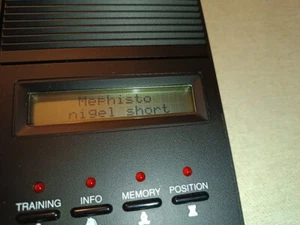 Mephisto
nigel short
TRAINING INFO MEMORY POSITION